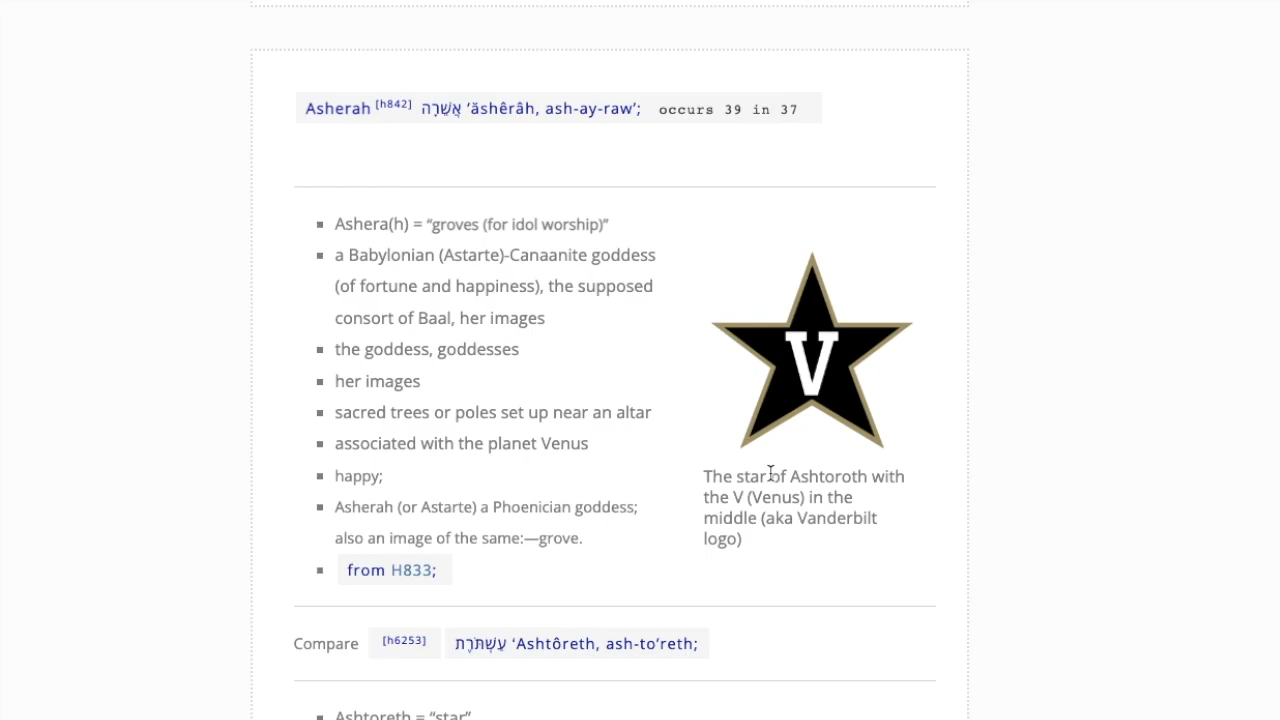 Asherah [h842] אֲשֵׁרָה ‘ăshêrâh, ash-ay-raw’; occurs 39 in 37
Ashera(h) = “groves (for idol worship)”
a Babylonian (Astarte)-Canaanite goddess
(of fortune and happiness), the supposed
consort of Baal, her images
the goddess, goddesses
her images
sacred trees or poles set up near an altar
associated with the planet Venus
happy;
Asherah (or Astarte) a Phoenician goddess;
also an image of the same:—grove.
from H833;
V
The star of Ashtoroth with
the V (Venus) in the
middle (aka Vanderbilt
logo)
Compare [h6253] עַשְׁתֹּרֶת ‘Ashtôreth, ash-to’reth;
Ashtoreth = “star”